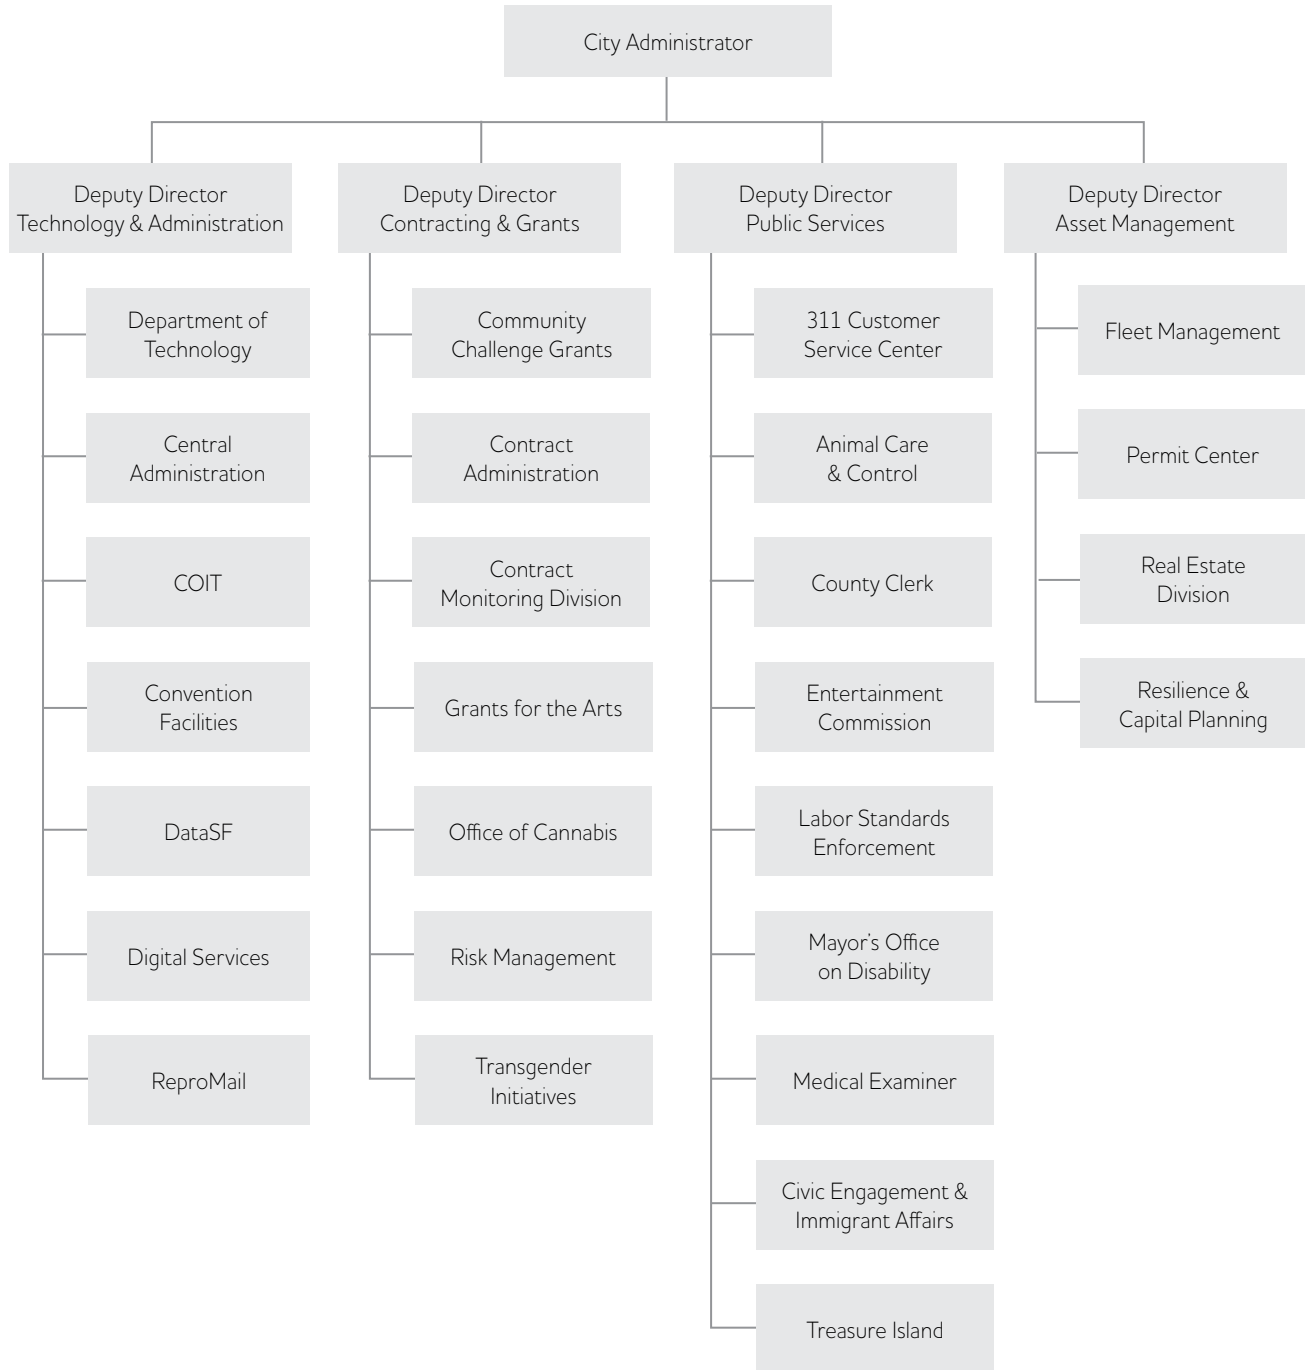 City Administrator
Deputy Director
Technology & Administration
Deputy Director
Contracting & Grants
Deputy Director
Public Services
Deputy Director
Asset Management
Department of
Technology
Central
Administration
COIT
Convention
Facilities
DataSF
Digital Services
ReproMail
Community
Challenge Grants
Contract
Administration
Contract
Monitoring Division
Grants for the Arts
Office of Cannabis
Risk Management
Transgender
Initiatives
311 Customer
Service Center
Animal Care
& Control
County Clerk
Entertainment
Commission
Labor Standards
Enforcement
Mayor's Office
on Disability
Medical Examiner
Civic Engagement &
Immigrant Affairs
Treasure Island
Fleet Management
Permit Center
Real Estate
Division
Resilience &
Capital Planning